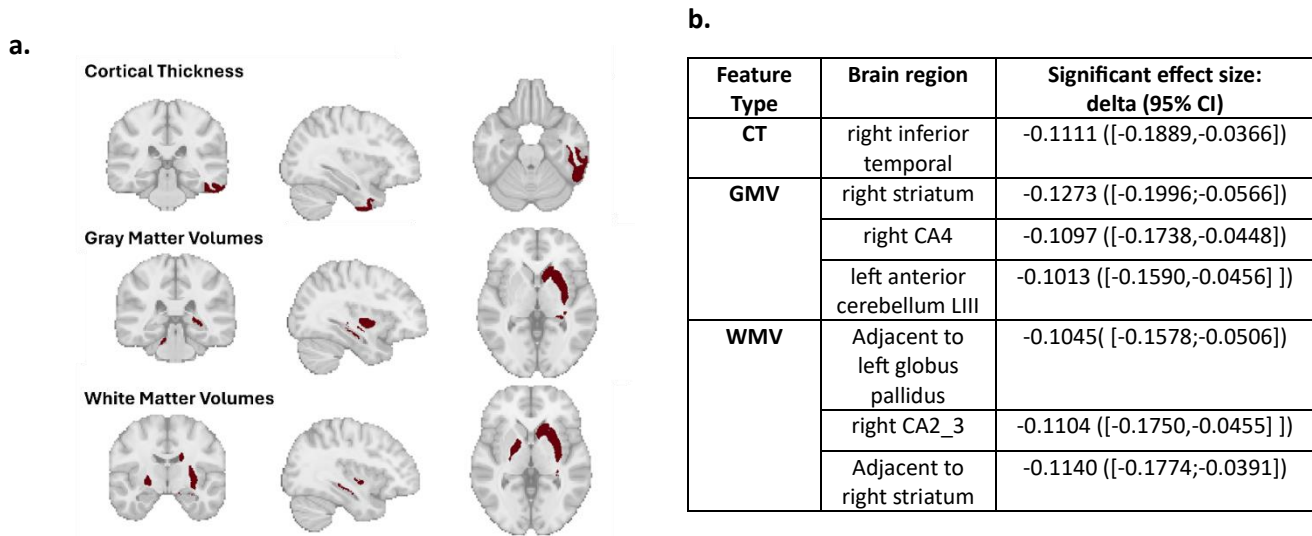 a.
Cortical Thickness
Gray Matter Volumes
White Matter Volumes
b.
Feature Type Brain region Significant effect size: delta (95% CI)
CT right inferior temporal -0.1111 ([-0.1889,-0.0366])
GMV right striatum -0.1273 ([-0.1996;-0.0566])
right CA4 -0.1097 ([-0.1738,-0.0448])
left anterior cerebellum LIII -0.1013 ([-0.1590,-0.0456] ])
WMV Adjacent to left globus pallidus -0.1045( [-0.1578;-0.0506])
right CA2_3 -0.1104 ([-0.1750,-0.0455] ])
Adjacent to right striatum -0.1140 ([-0.1774;-0.0391])